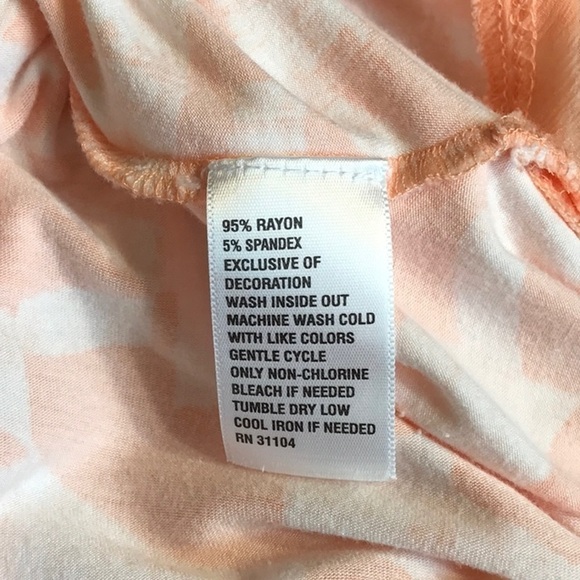 95% RAYON
5% SPANDEX
EXCLUSIVE OF
DECORATION
WASH INSIDE OUT
MACHINE WASH COLD
WITH LIKE COLORS
GENTLE CYCLE
ONLY NON-CHLORINE
BLEACH IF NEEDED
TUMBLE DRY LOW
COOL IRON IF NEEDED
RN 31104